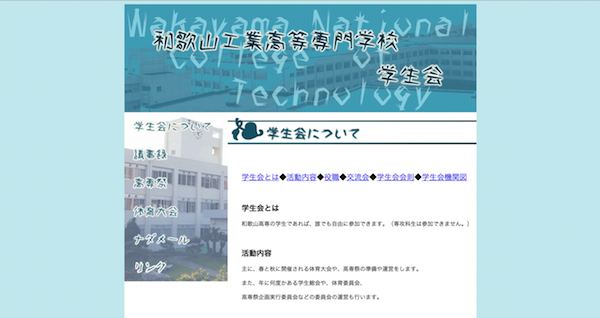 Wakayama National
College of
Technology
和歌山工業高等専門学校
学生会
学生会について
議事録
高専祭
体育大会
ナダメール
リンク
学生会について
学生会とは◆活動内容◆役職◆交流会◆学生会会則◆学生会機関図
学生会とは
和歌山高専の学生であれば、誰でも自由に参加できます。（専攻科生は参加できません。）
活動内容
主に、春と秋に開催される体育大会や、高専祭の準備や運営をします。
また、年に何度かある学生総会や、体育委員会、
高専祭企画実行委員会などの委員会の運営も行います。